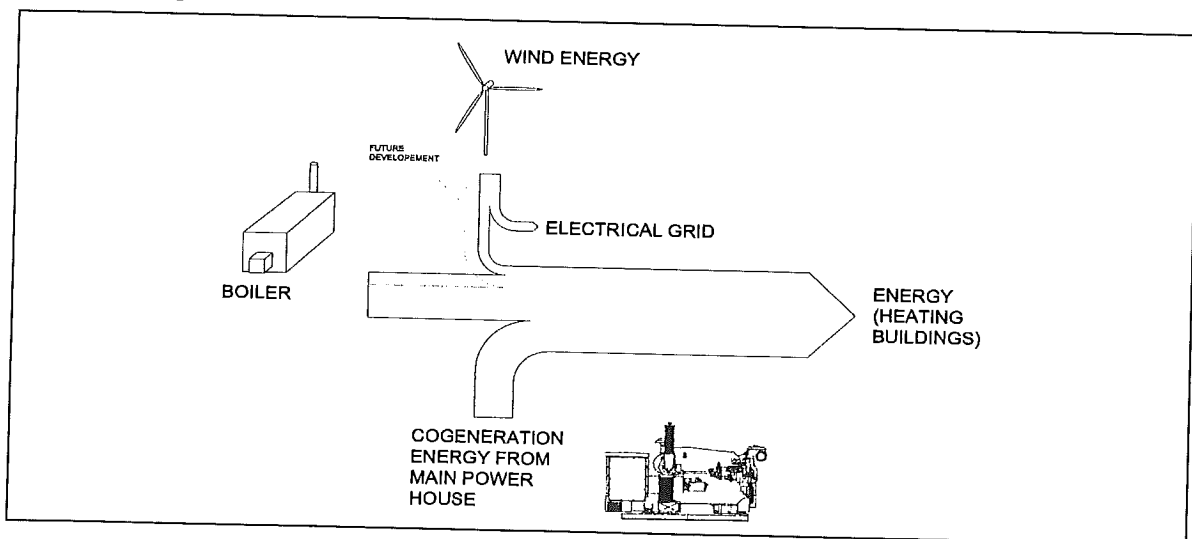 WIND ENERGY
FUTURE
DEVELOPEMENT
ELECTRICAL GRID
BOILER
ENERGY
(HEATING
BUILDINGS)
COGENERATION
ENERGY FROM
MAIN POWER
HOUSE